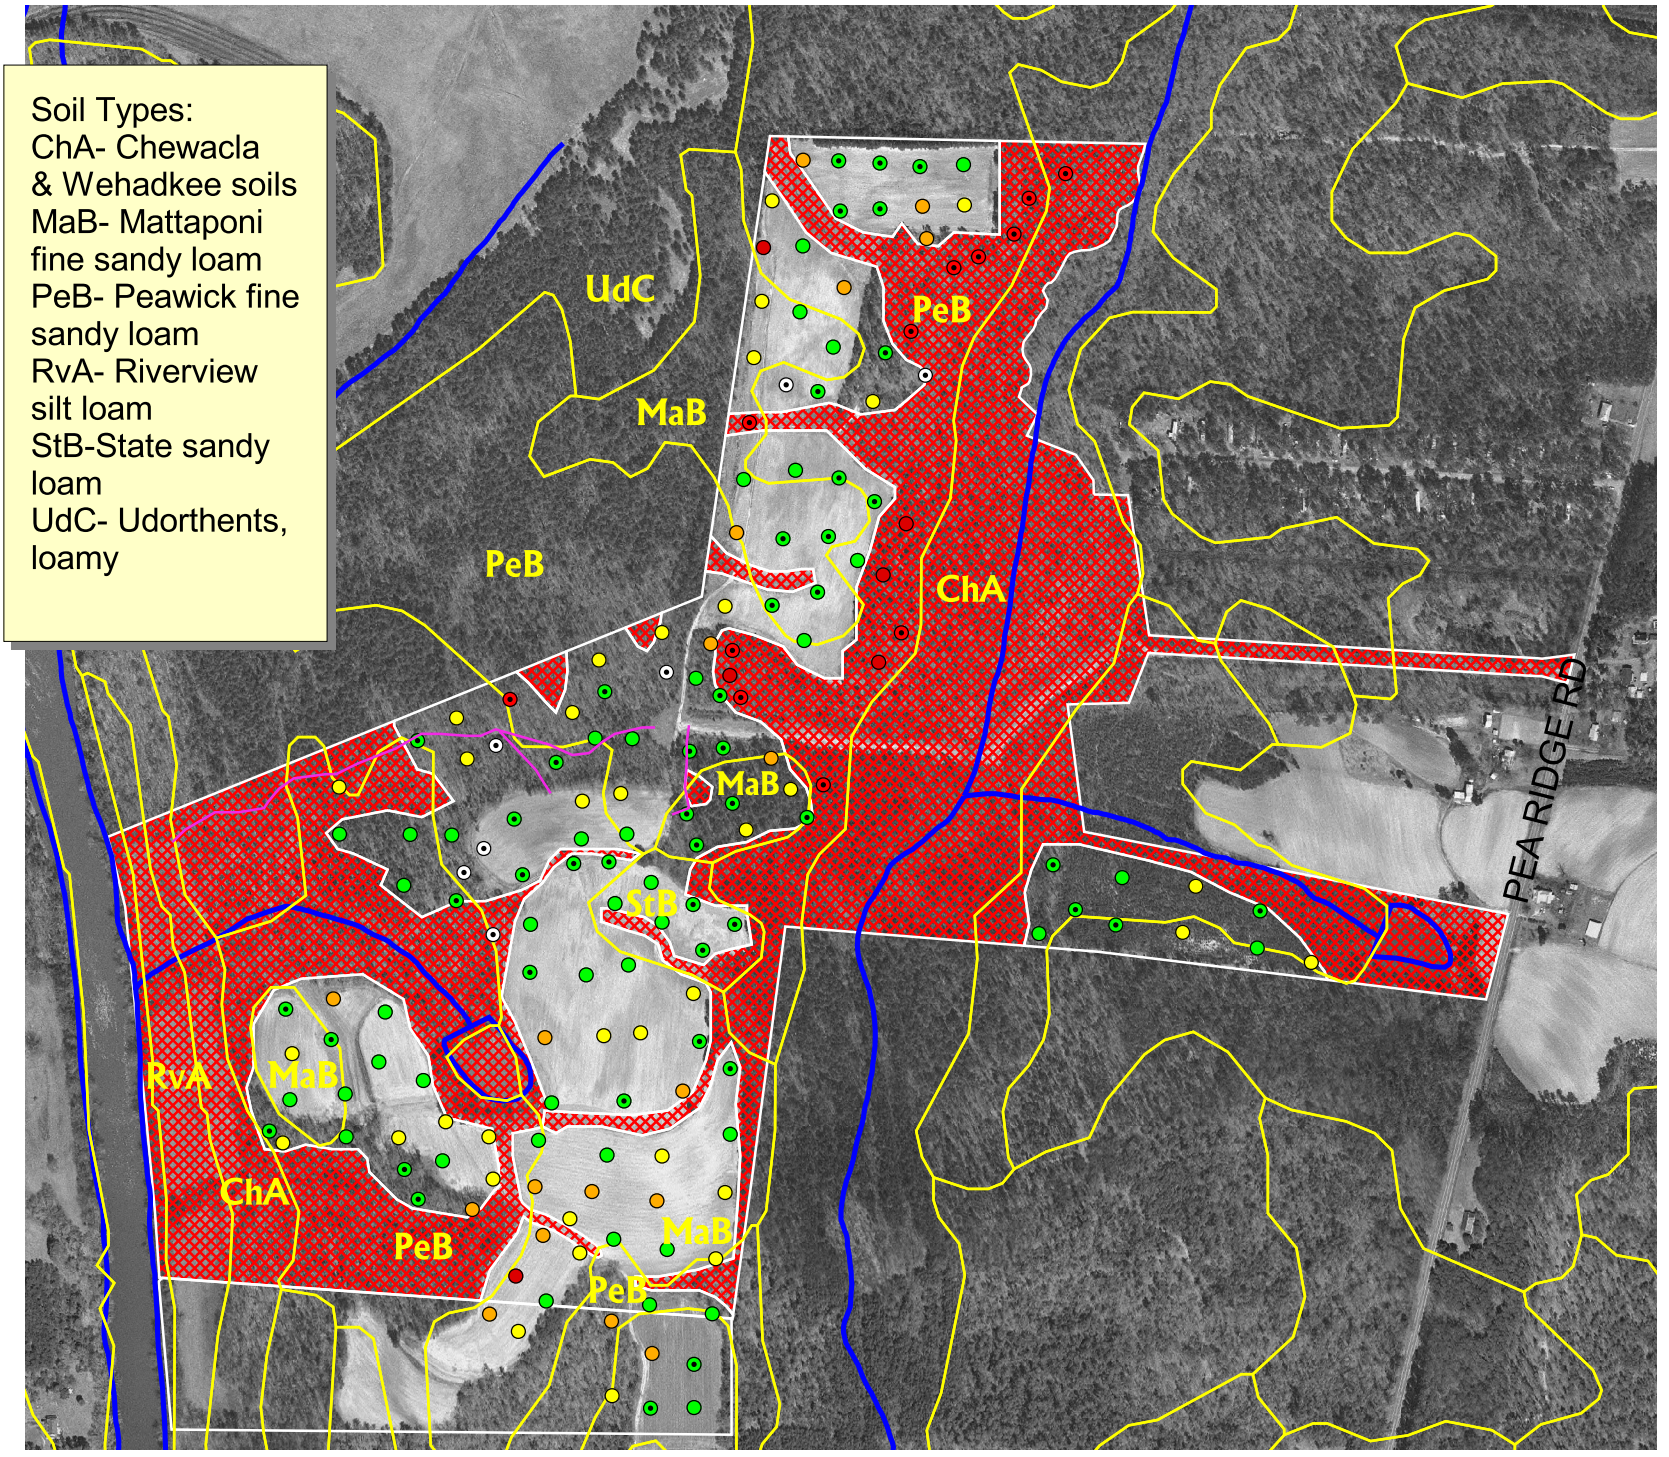 Soil Types:
ChA- Chewacla
& Wehadkee soils
MaB- Mattaponi
fine sandy loam
PeB- Peawick fine
sandy loam
RvA- Riverview
silt loam
StB-State sandy
loam
UdC- Udorthents,
loamy
UdC
PeB
MaB
PeB
ChA
PEA RIDGE RD
MaB
StB
RvA
MaB
ChA
PeB
MaB
PeB